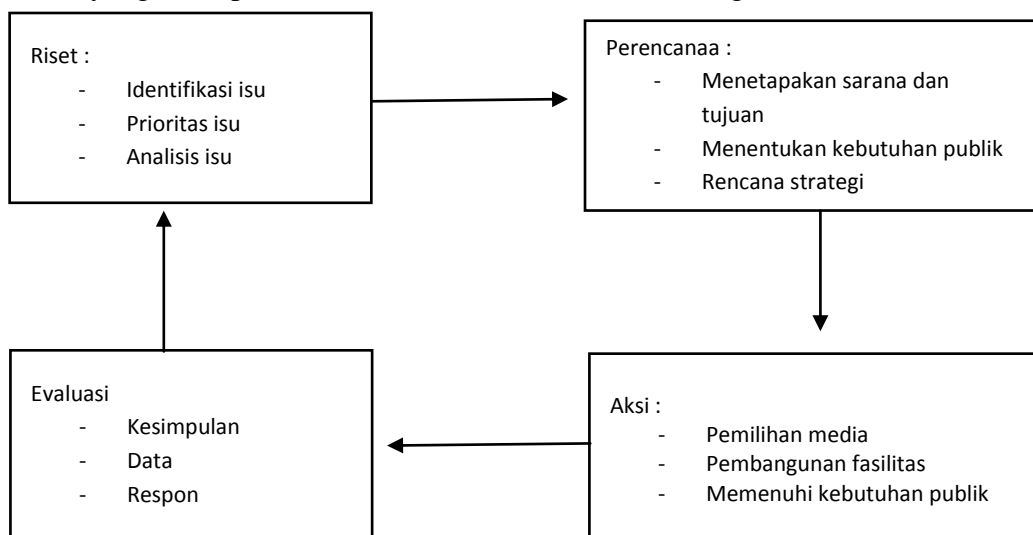 Riset :
- Identifikasi isu
- Prioritas isu
- Analisis isu
Perencanaa :
- Menetapakan sarana dan
tujuan
- Menentukan kebutuhan publik
- Rencana strategi
Evaluasi
- Kesimpulan
- Data
- Respon
Aksi :
- Pemilihan media
- Pembangunan fasilitas
- Memenuhi kebutuhan publik